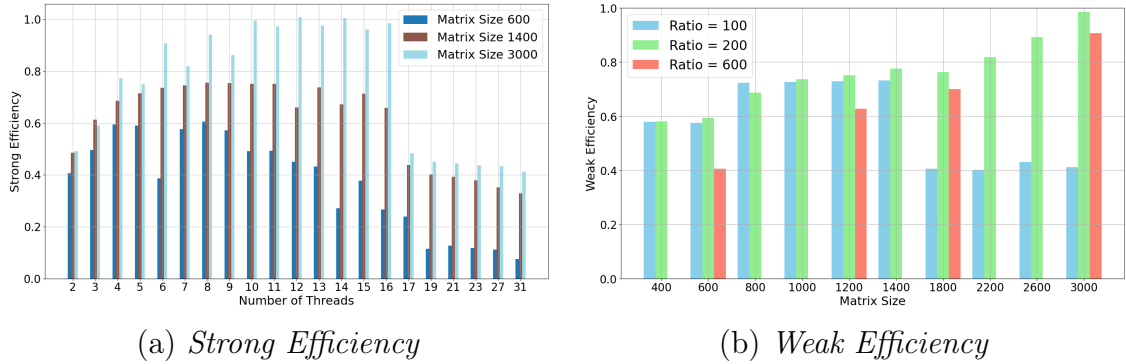 Strong Efficiency
1.0
0.8
0.6
0.4
0.2
0.0
Matrix Size 600
Matrix Size 1400
Matrix Size 3000
2 3 4 5 6 7 8 9 10 11 12 13 14 15 16 17 19 21 23 27 31
Number of Threads
(a) Strong Efficiency
Weak Efficiency
1.0
0.8
0.6
0.4
0.2
0.0
Ratio = 100
Ratio = 200
Ratio = 600
400 600 800 1000 1200 1400 1800 2200 2600 3000
Matrix Size
(b) Weak Efficiency